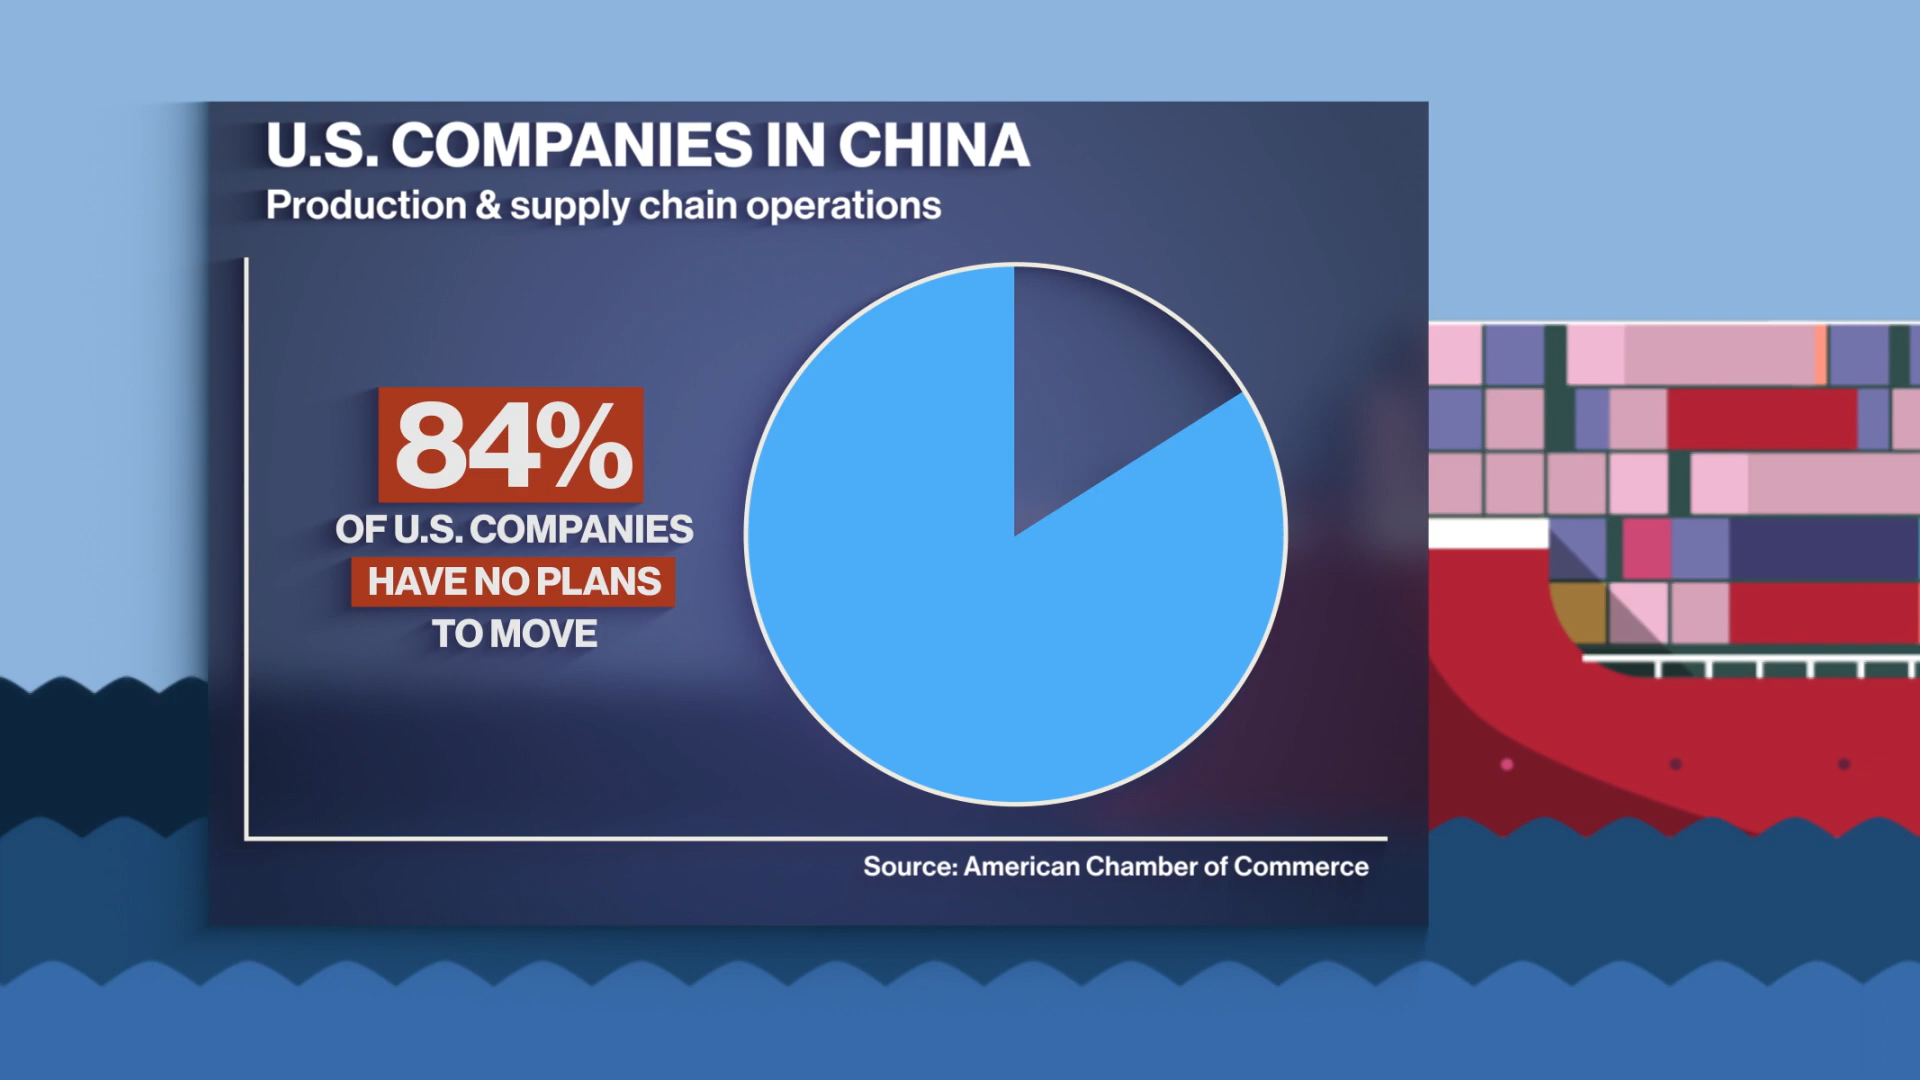 U.S. COMPANIES IN CHINA
Production & supply chain operations
84%
OF U.S. COMPANIES
HAVE NO PLANS
TO MOVE
Source: American Chamber of Commerce